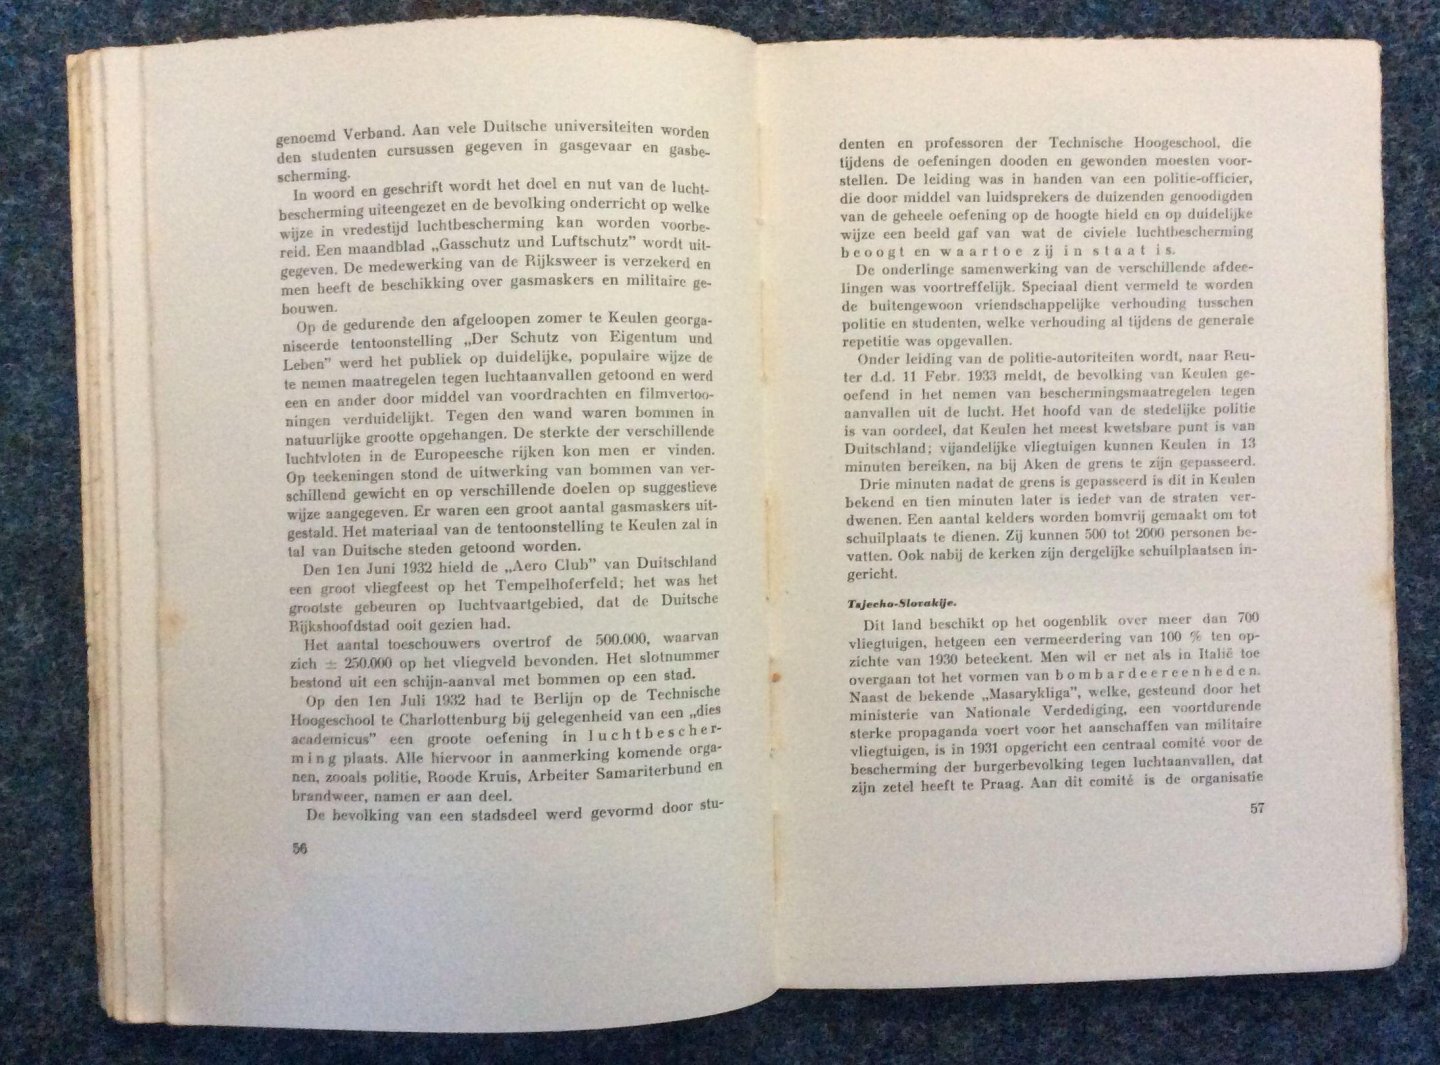 genoemd Verband. Aan vele Duitsche universiteiten worden
den studenten cursussen gegeven in gasgevaar en gasbe-
scherming.
In woord en geschrift wordt het doel en nut van de lucht-
bescherming uiteengezet en de bevolking onderricht op welke
wijze in vredestijd luchtbescherming kan worden voorbe-
reid. Een maandblad „Gasschutz und Luftschutz” wordt uit-
gegeven. De medewerking van de Rijksweer is verzekerd en
men heeft de beschikking over gasmaskers en militaire ge-
bouwen.
Op de gedurende den afgeloopen zomer te Keulen georga-
niseerde tentoonstelling „Der Schutz von Eigentum und
Leben” werd het publiek op duidelijke, populaire wijze de
te nemen maatregelen tegen luchtaanvallen getoond en werd
een en ander door middel van voordrachten en filmvertoo-
ningen verduidelijkt. Tegen den wand waren bommen in
natuurlijke grootte opgehangen. De sterkte der verschillende
luchtvloten in de Europeesche rijken kon men er vinden.
Op teekeningen stond de uitwerking van bommen van ver-
schillend gewicht en op verschillende doelen op suggestieve
wijze aangegeven. Er waren een groot aantal gasmaskers uit-
gestald. Het materiaal van de tentoonstelling te Keulen zal in
tal van Duitsche steden getoond worden.
Den 1en Juni 1932 hield de „Aero Club” van Duitschland
een groot vliegfeest op het Tempelhoferfeld; het was het
grootste gebeuren op luchtvaartgebied, dat de Duitsche
Rijkshoofdstad ooit gezien had.
Het aantal toeschouwers overtrof de 500.000, waarvan
zich ± 250.000 op het vliegveld bevonden. Het slotnummer
bestond uit een schijn-aanval met bommen op een stad.
Op den 1en Juli 1932 had te Berlijn op de Technische
Hoogeschool te Charlottenburg bij gelegenheid van een „dies
academicus” een groote oefening in luchtbescher-
ming plaats. Alle hiervoor in aanmerking komende orga-
nen, zooals politie, Roode Kruis, Arbeiter Samariterbund en
brandweer, namen er aan deel.
De bevolking van een stadsdeel werd gevormd door stu-
56
denten en professoren der Technische Hoogeschool, die
tijdens de oefeningen dooden en gewonden moesten voor-
stellen. De leiding was in handen van een politie-officier,
die door middel van luidsprekers de duizenden genoodigden
van de geheele oefening op de hoogte hield en op duidelijke
wijze een beeld gaf van wat de civiele luchtbescherming
beoogt en waartoe zij in staat is.
De onderlinge samenwerking van de verschillende afdee-
lingen was voortreffelijk. Speciaal dient vermeld te worden
de buitengewoon vriendschappelijke verhouding tusschen
politie en studenten, welke verhouding al tijdens de generale
repetitie was opgevallen.
Onder leiding van de politie-autoriteiten wordt, naar Reu-
ter d.d. 11 Febr. 1933 meldt, de bevolking van Keulen ge-
oefend in het nemen van beschermingsmaatregelen tegen
aanvallen uit de lucht. Het hoofd van de stedelijke politie
is van oordeel, dat Keulen het meest kwetsbare punt is van
Duitschland; vijandelijke vliegtuigen kunnen Keulen in 13
minuten bereiken, na bij Aken de grens te zijn gepasseerd.
Drie minuten nadat de grens is gepasseerd is dit in Keulen
bekend en tien minuten later is ieder van de straten ver-
dwenen. Een aantal kelders worden bomvrij gemaakt om tot
schuilplaats te dienen. Zij kunnen 500 tot 2000 personen be-
vatten. Ook nabij de kerken zijn dergelijke schuilplaatsen in-
gericht.
Tsjecho-Slovakije.
Dit land beschikt op het oogenblik over meer dan 700
vliegtuigen, hetgeen een vermeerdering van 100 % ten op-
zichte van 1930 beteekent. Men wil er net als in Italië toe
overgaan tot het vormen van bombardeereenheden.
Naast de bekende „Masarykliga”, welke, gesteund door het
ministerie van Nationale Verdediging, een voortdurende
sterke propaganda voert voor het aanschaffen van militaire
vliegtuigen, is in 1931 opgericht een centraal comité voor de
bescherming der burgerbevolking tegen luchtaanvallen, dat
zijn zetel heeft te Praag. Aan dit comité is de organisatie
57